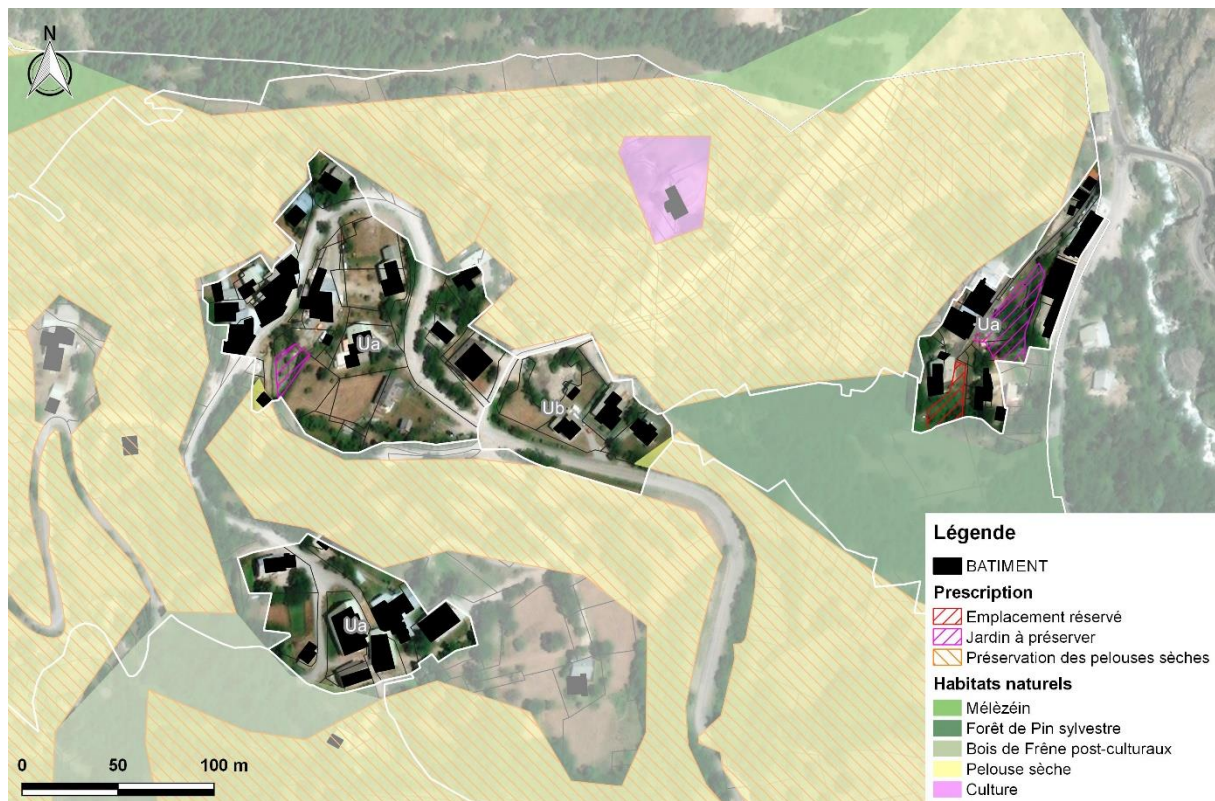 N
Ua
Ua
Ub
Ua
0 50 100 m
Légende
BATIMENT
Prescription
Emplacement réservé
Jardin à préserver
Préservation des pelouses sèches
Habitats naturels
Mélèzéin
Forêt de Pin sylvestre
Bois de Frêne post-culturaux
Pelouse sèche
Culture